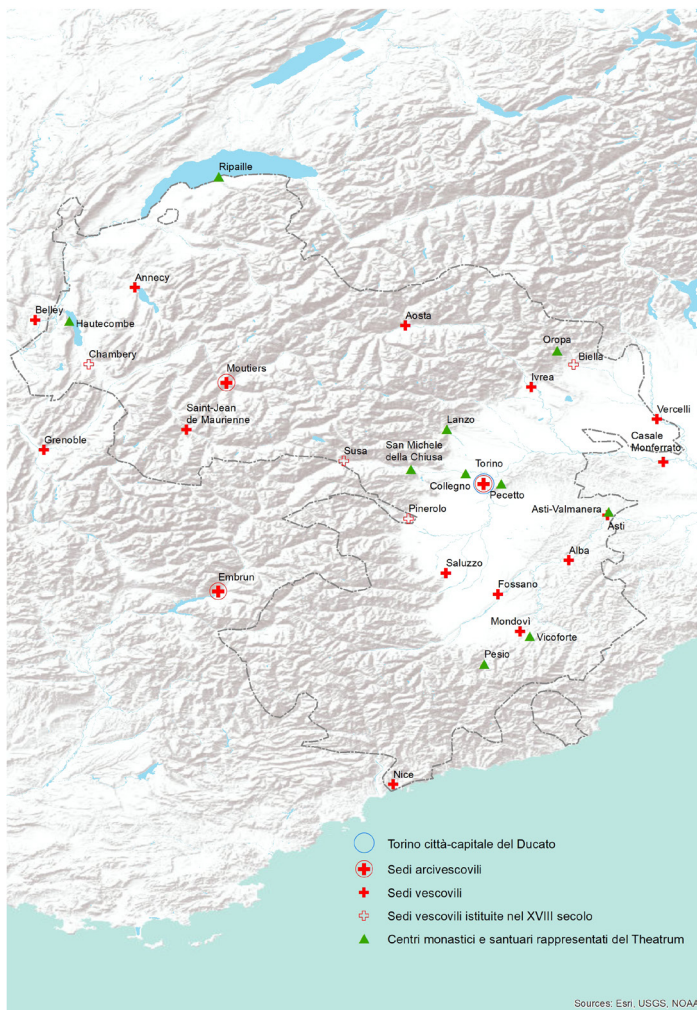 Ripaille
Annecy
Belley
Hautecombe
Aosta
Chambery
Oropa
Biella
Moutiers
Ivrea
Saint-Jean
de Maurienne
Lanzo
Vercelli
Grenoble
Casale
Monferrato
Susa
San Michele
della Chiusa
Torino
Collegno
Pecetto
Pinerolo
Asti-Valmanera
Asti
Alba
Saluzzo
Embrun
Fossano
Mondovì
Vicoforte
Pesio
Nice
Torino città-capitale del Ducato
Sedi arcivescovili
Sedi vescovili
Sedi vescovili istituite nel XVIII secolo
Centri monastici e santuari rappresentati del Theatrum
Sources: Esri, USGS, NOAA